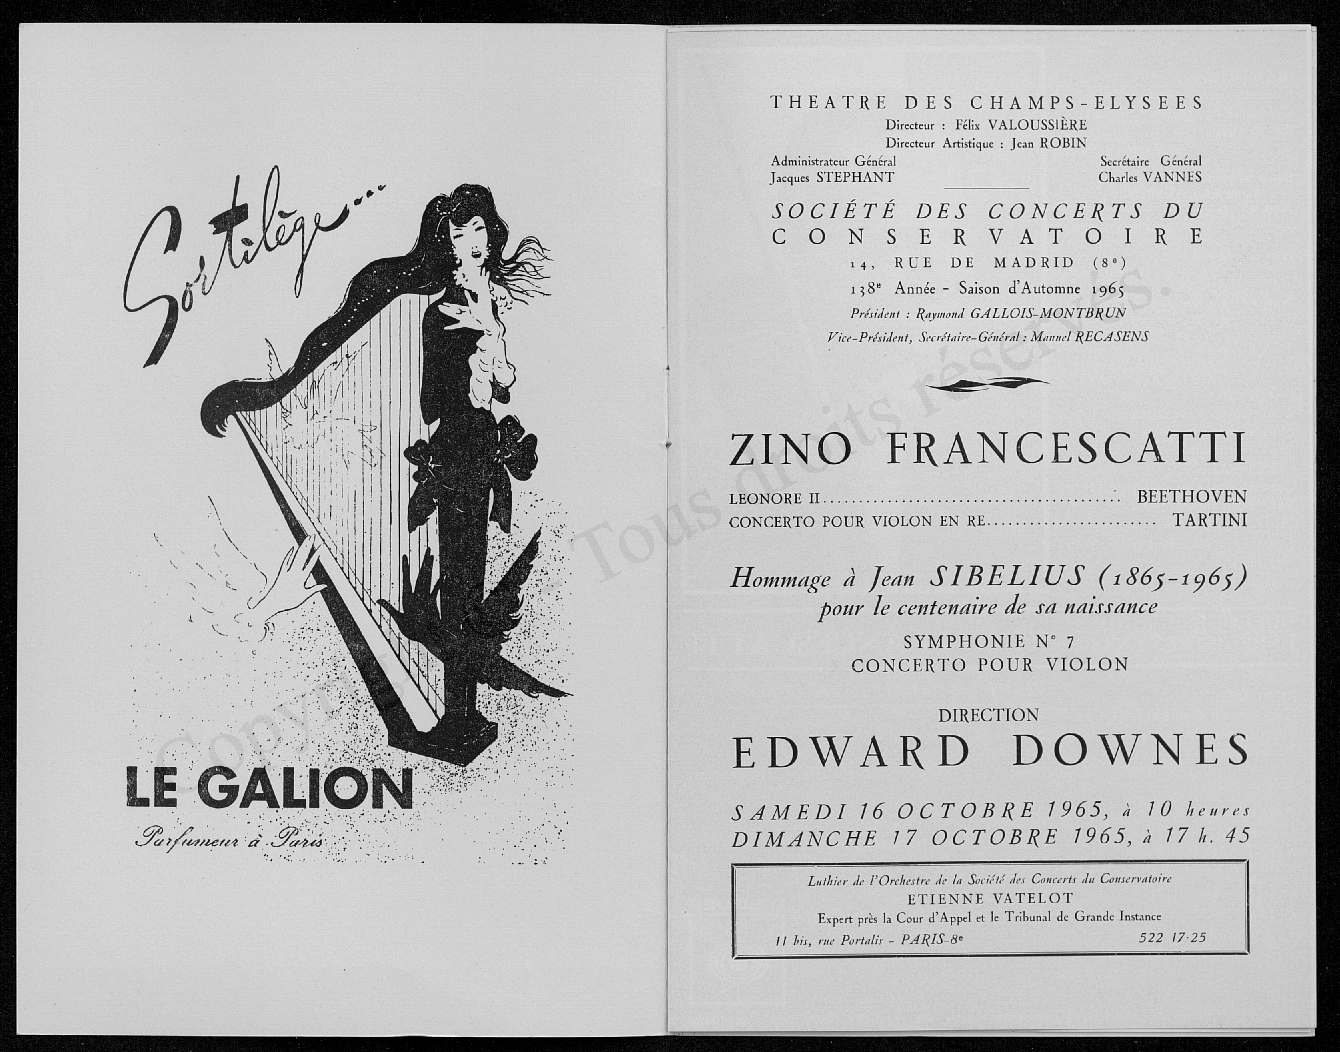 Sortilège...
LE GALION
Parfumeur à Paris
THEATRE DES CHAMPS-ELYSEES
Directeur : Félix VALOUSSIÈRE
Directeur Artistique : Jean ROBIN
Administrateur Général Secrétaire Général
Jacques STEPHANT Charles VANNES
SOCIÉTÉ DES CONCERTS DU
CONSERVATOIRE
14, RUE DE MADRID (8e)
138e Année - Saison d'Automne 1965
Président : Raymond GALLOIS-MONTBRUN
Vice-Président, Secrétaire-Général : Manuel RECASENS
ZINO FRANCESCATTI
LEONORE II........................................ BEETHOVEN
CONCERTO POUR VIOLON EN RE........................ TARTINI
Hommage à Jean SIBELIUS (1865-1965)
pour le centenaire de sa naissance
SYMPHONIE N° 7
CONCERTO POUR VIOLON
DIRECTION
EDWARD DOWNES
SAMEDI 16 OCTOBRE 1965, à 10 heures
DIMANCHE 17 OCTOBRE 1965, à 17 h. 45
Luthier de l'Orchestre de la Société des Concerts du Conservatoire
ETIENNE VATELOT
Expert près la Cour d'Appel et le Tribunal de Grande Instance
11 bis, rue Portalis - PARIS-8e 522 17-25
Tous droits réservés.